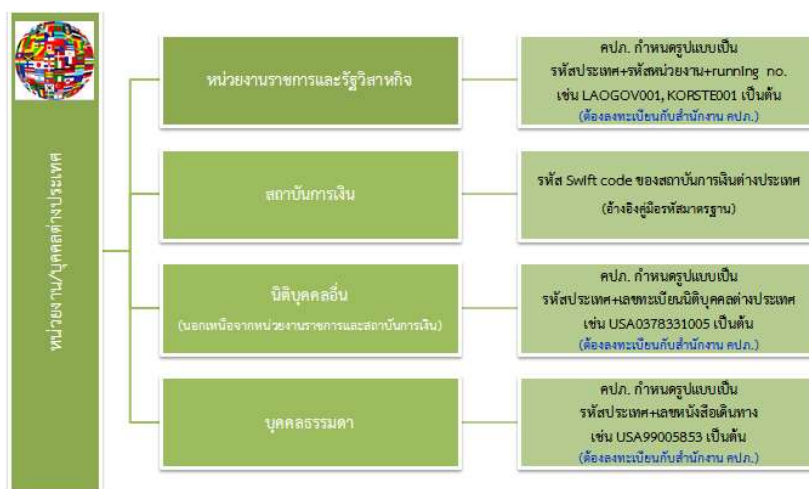 หน่วยงาน/บุคคลต่างประเทศ
หน่วยงานราชการและรัฐวิสาหกิจ
คปภ. กำหนดรูปแบบเป็น
รหัสประเทศ+รหัสหน่วยงาน+running no.
เช่น LAOGOV001, KORSTE001 เป็นต้น
(ต้องลงทะเบียนกับสำนักงาน คปภ.)
สถาบันการเงิน
รหัส Swift code ของสถาบันการเงินต่างประเทศ
(อ้างอิงคู่มือรหัสมาตรฐาน)
นิติบุคคลอื่น
(นอกเหนือจากหน่วยงานราชการและสถาบันการเงิน)
คปภ. กำหนดรูปแบบเป็น
รหัสประเทศ+เลขทะเบียนนิติบุคคลต่างประเทศ
เช่น USA0378331005 เป็นต้น
(ต้องลงทะเบียนกับสำนักงาน คปภ.)
บุคคลธรรมดา
คปภ. กำหนดรูปแบบเป็น
รหัสประเทศ+เลขหนังสือเดินทาง
เช่น USA99005853 เป็นต้น
(ต้องลงทะเบียนกับสำนักงาน คปภ.)